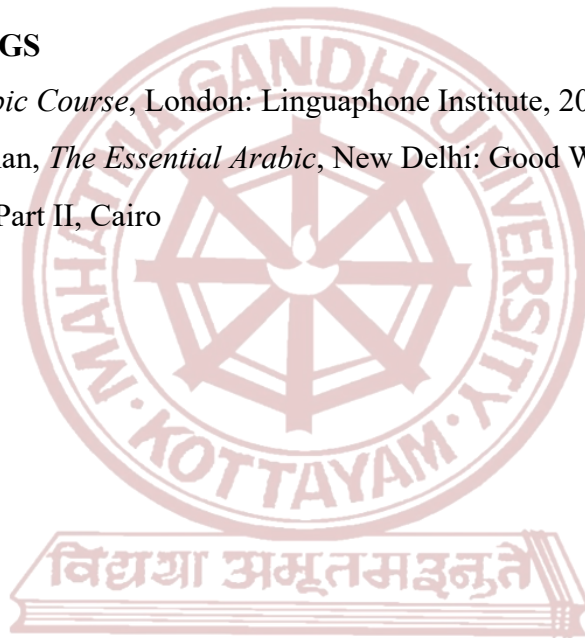 GS
bic Course, London: Linguaphone Institute, 20
an, The Essential Arabic, New Delhi: Good W
Part II, Cairo
MAHATMA GANDHI UNIVERSITY
KOTTAYAM
विद्यया अमृतमश्नुते